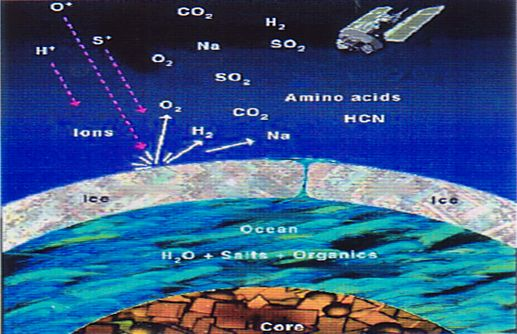 O⁺
CO₂
H₂
H⁺
S⁺
Na
SO₂
O₂
SO₂
Amino acids
O₂
CO₂
HCN
Ions
H₂
Na
Ice
Ice
Ocean
H₂O + Salts + Organics
Core